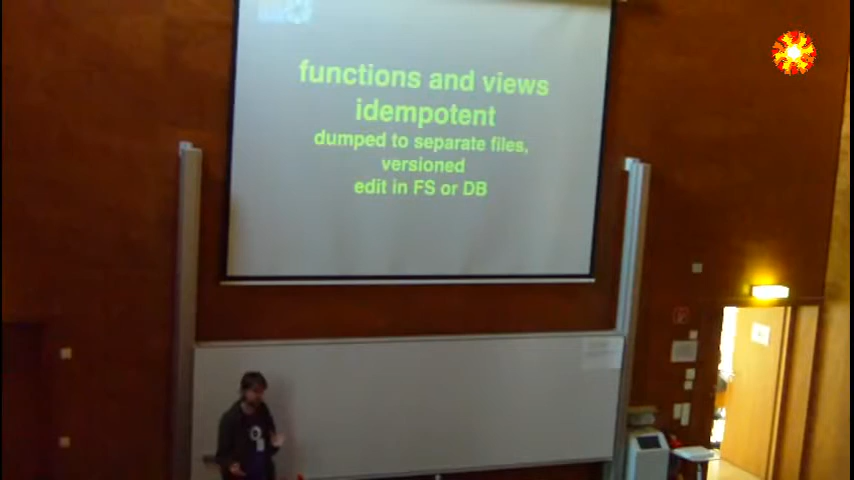 functions and views
idempotent
dumped to separate files,
versioned
edit in FS or DB